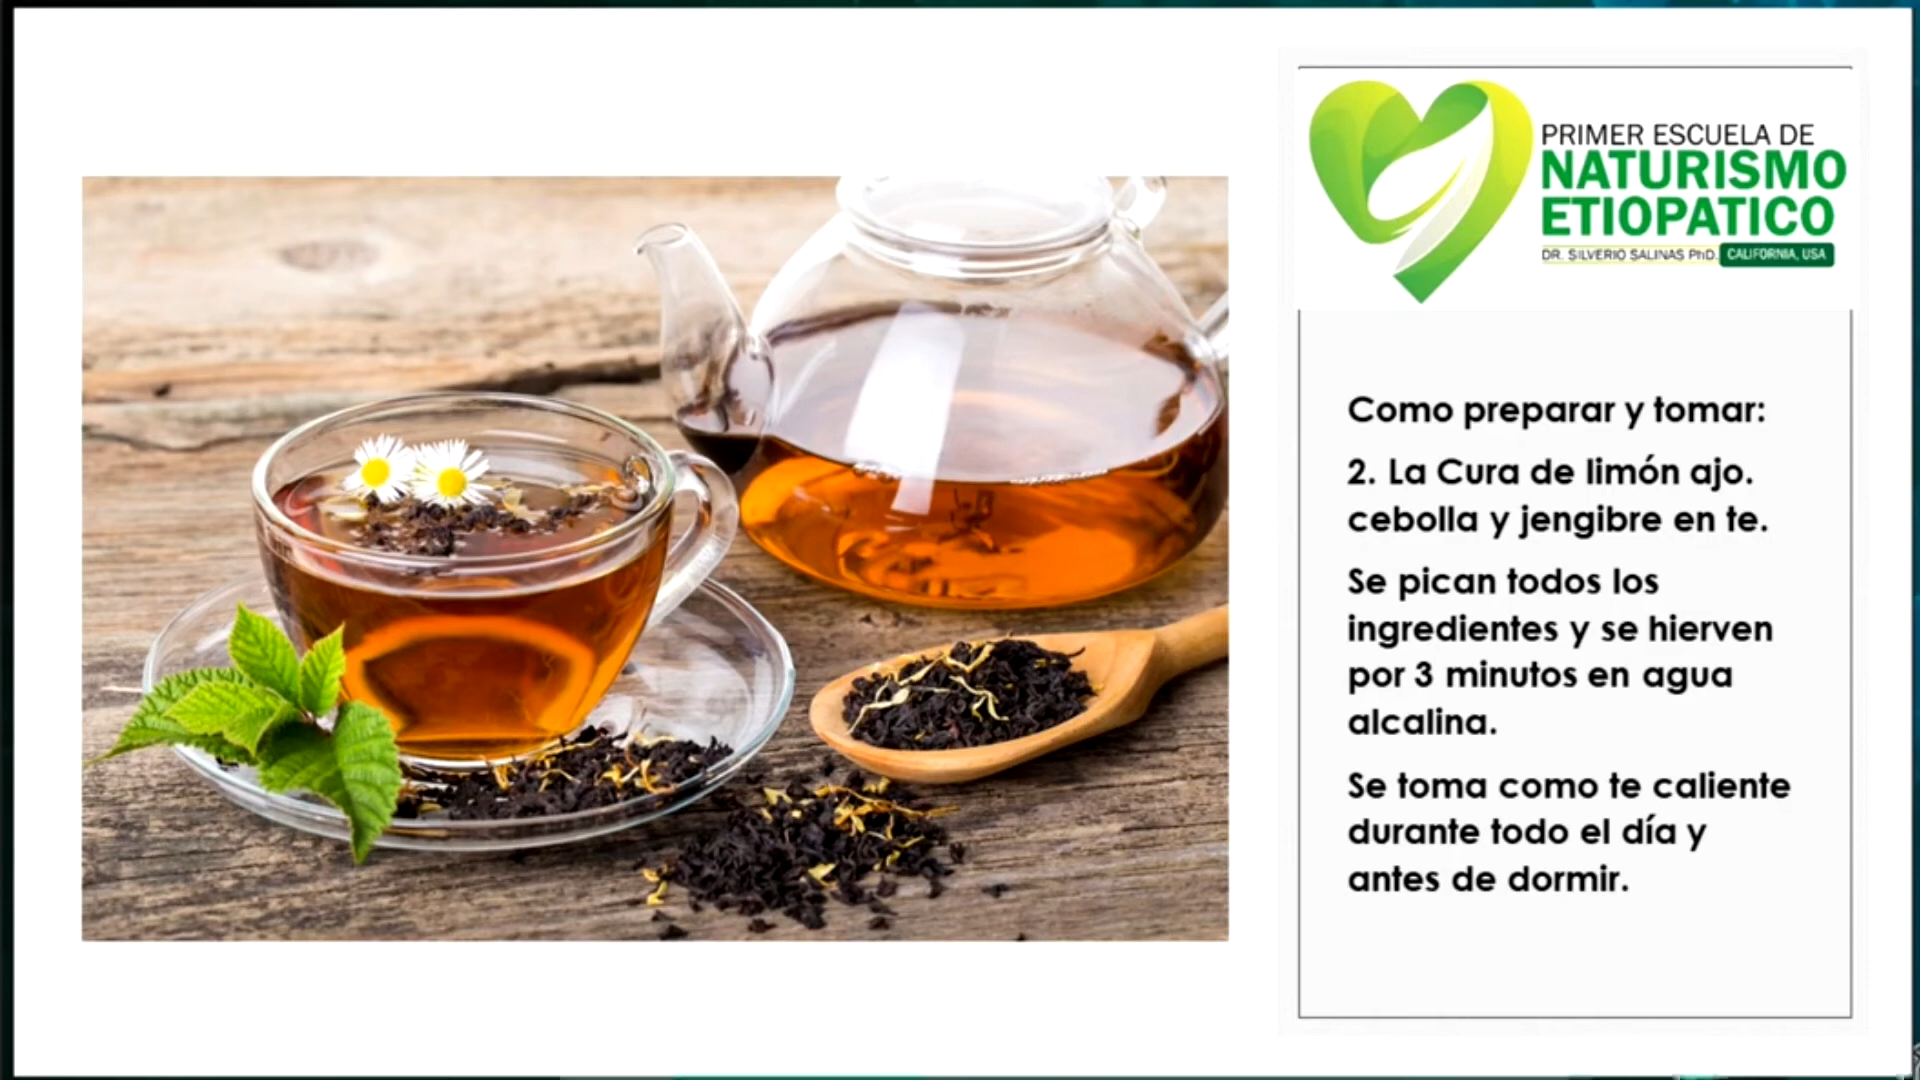 PRIMER ESCUELA DE
NATURISMO
ETIOPATICO
DR. SILVERIO SALINAS PhD. CALIFORNIA, USA
Como preparar y tomar:
2. La Cura de limón ajo.
cebolla y jengibre en te.
Se pican todos los
ingredientes y se hierven
por 3 minutos en agua
alcalina.
Se toma como te caliente
durante todo el día y
antes de dormir.